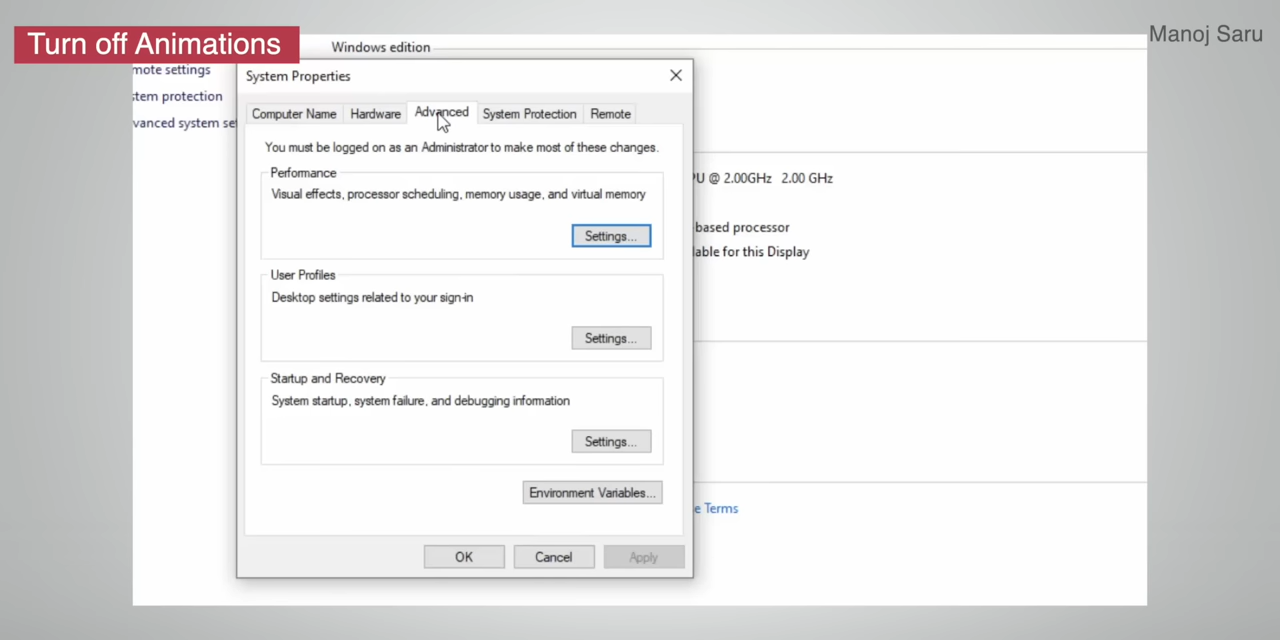 Turn off Animations
Manoj Saru
Windows edition
mote settings
stem protection
vanced system set
System Properties
Computer Name Hardware Advanced System Protection Remote
You must be logged on as an Administrator to make most of these changes.
Performance
Visual effects, processor scheduling, memory usage, and virtual memory
Settings...
User Profiles
Desktop settings related to your sign-in
Settings...
Startup and Recovery
System startup, system failure, and debugging information
Settings...
Environment Variables...
OK Cancel Apply
PU @ 2.00GHz 2.00 GHz
based processor
lable for this Display
e Terms